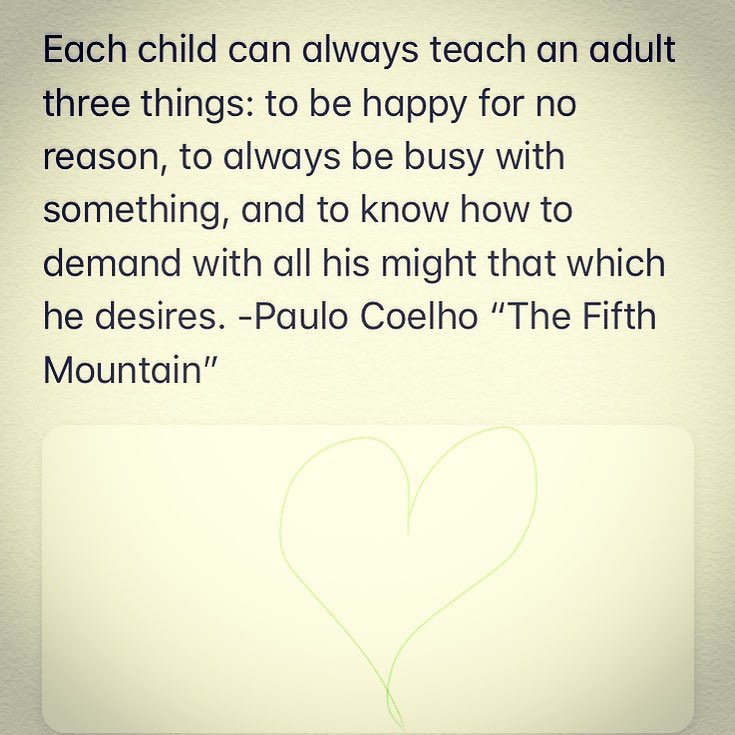 Each child can always teach an adult
three things: to be happy for no
reason, to always be busy with
something, and to know how to
demand with all his might that which
he desires. -Paulo Coelho “The Fifth
Mountain”